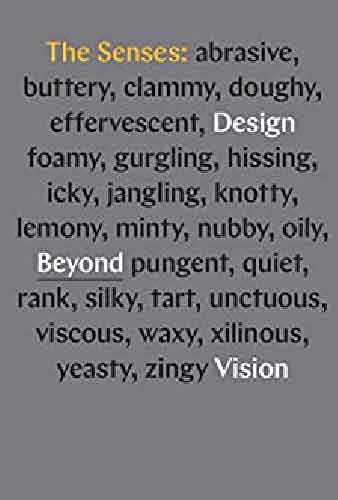 The Senses: abrasive,
buttery, clammy, doughy,
effervescent, Design
foamy, gurgling, hissing,
icky, jangling, knotty,
lemony, minty, nubby, oily,
Beyond pungent, quiet,
rank, silky, tart, unctuous,
viscous, waxy, xilinous,
yeasty, zingy Vision